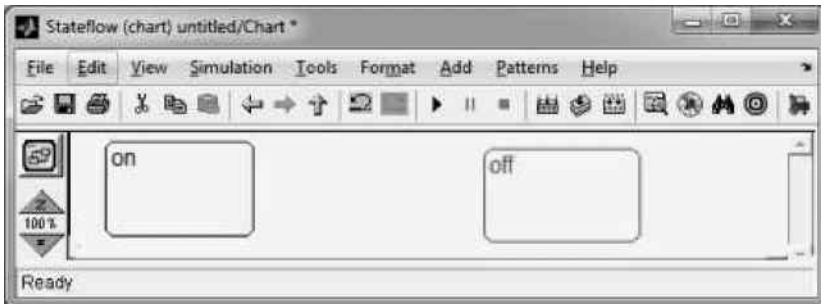 Stateflow (chart) untitled/Chart *
File Edit View Simulation Tools Format Add Patterns Help
on
off
100%
Ready